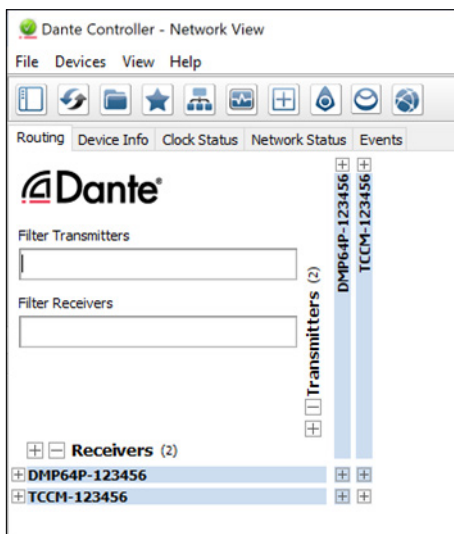 Dante Controller - Network View
File Devices View Help
Routing Device Info Clock Status Network Status Events
Dante®
Filter Transmitters
Filter Receivers
Transmitters (2)
DMP64P-123456
TCCM-123456
Receivers (2)
DMP64P-123456
TCCM-123456